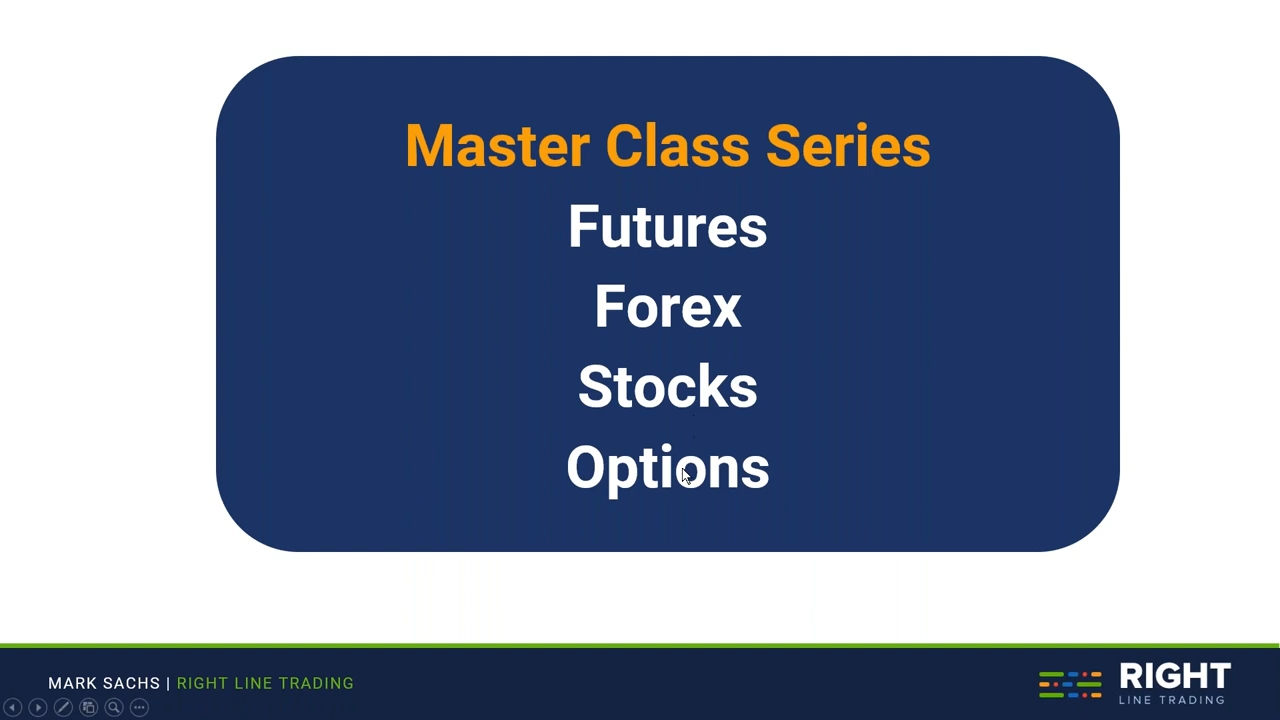 Master Class Series
Futures
Forex
Stocks
Options
MARK SACHS | RIGHT LINE TRADING
RIGHT
LINE TRADING